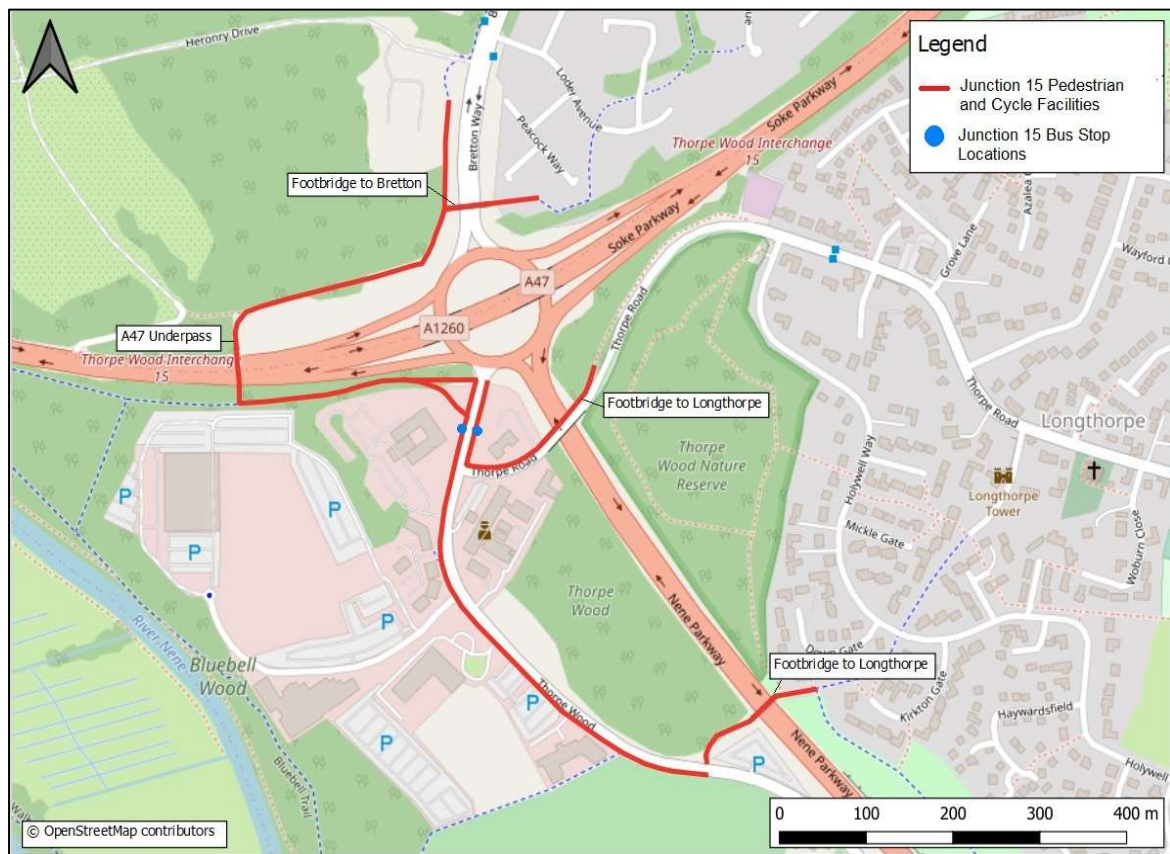 Heronry Drive
Legend
Junction 15 Pedestrian
and Cycle Facilities
Junction 15 Bus Stop
Locations
Loder Avenue
Peacock Way
Bretton Way
Soke Parkway
Thorpe Wood Interchange
15
Footbridge to Bretton
Soke Parkway
Grove Lane
A47
A1260
Thorpe Road
A47 Underpass
Thorpe Wood Interchange
15
Footbridge to Longthorpe
Thorpe Road
Longthorpe
Thorpe
Wood Nature
Reserve
Holywell Way
Longthorpe
Tower
Thorpe Road
P
P
P
Mickle Gate
Woburn Close
Thorpe
Wood
Nene Parkway
River Nene
P
Bluebell
Wood
Down Gate
Footbridge to Longthorpe
Kirkton Gate
Haywardsfield
Thorpe Wood
P
P
P
Nene Parkway
Holywell
Bluebell Trail
0 100 200 300 400 m
© OpenStreetMap contributors